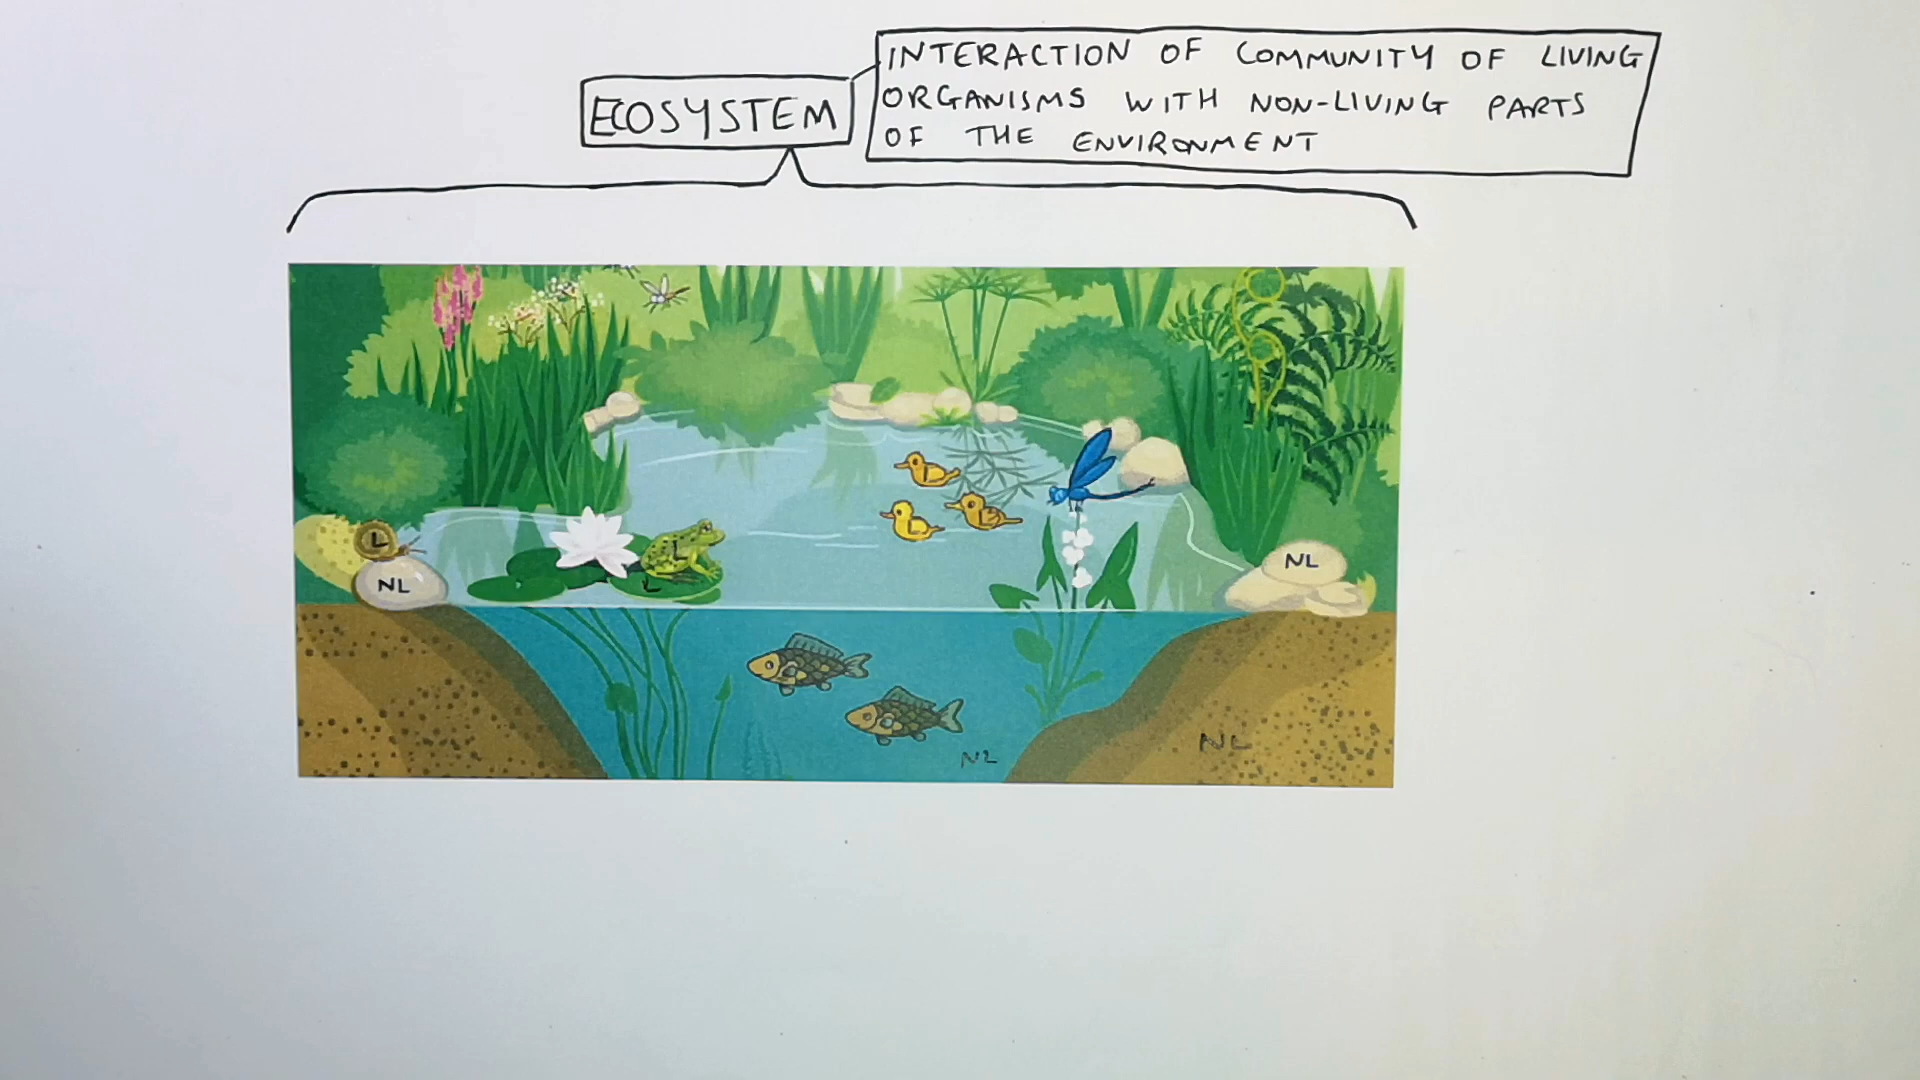 INTERACTION OF COMMUNITY OF LIVING
ECOSYSTEM
ORGANISMS WITH NON-LIVING PARTS
OF THE ENVIRONMENT
L
L
L
L
L
L
NL
L
NL
NL
NL